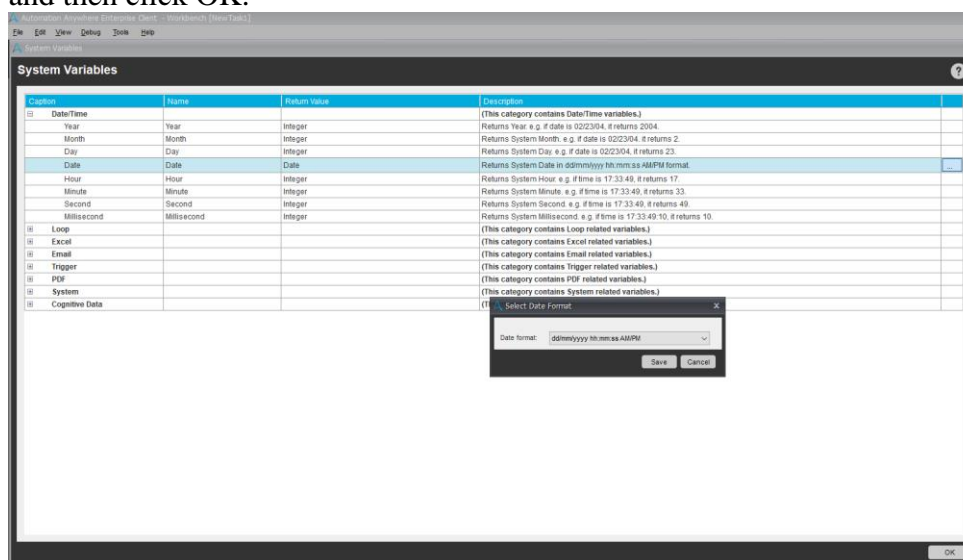 and then click OK.
Automation Anywhere Enterprise Client - Workbench [New Task1]
File Edit View Debug Tools Help
System Variables
System Variables ?
Caption Name Return Value Description
Date/Time (This category contains Date/Time variables.)
Year Year Integer Returns Year. e.g. if date is 02/23/04, it returns 2004.
Month Month Integer Returns System Month. e.g. if date is 02/23/04. it returns 2.
Day Day Integer Returns System Day. e.g. if date is 02/23/04, it returns 23.
Date Date Date Returns System Date in dd/mm/yyyy hh:mm:ss AM/PM format. ...
Hour Hour Integer Returns System Hour. e.g. if time is 17:33:49, it returns 17.
Minute Minute Integer Returns System Minute. e.g. if time is 17:33:49, it returns 33.
Second Second Integer Returns System Second. e.g. if time is 17:33:49, it returns 49.
Millisecond Millisecond Integer Returns System Millisecond. e.g. if time is 17:33:49:10, it returns 10.
Loop (This category contains Loop related variables.)
Excel (This category contains Excel related variables.)
Email (This category contains Email related variables.)
Trigger (This category contains Trigger related variables.)
PDF (This category contains PDF related variables.)
System (This category contains System related variables.)
Cognitive Data
Select Date Format x
Date format: dd/mm/yyyy hh:mm:ss AM/PM
Save Cancel
OK